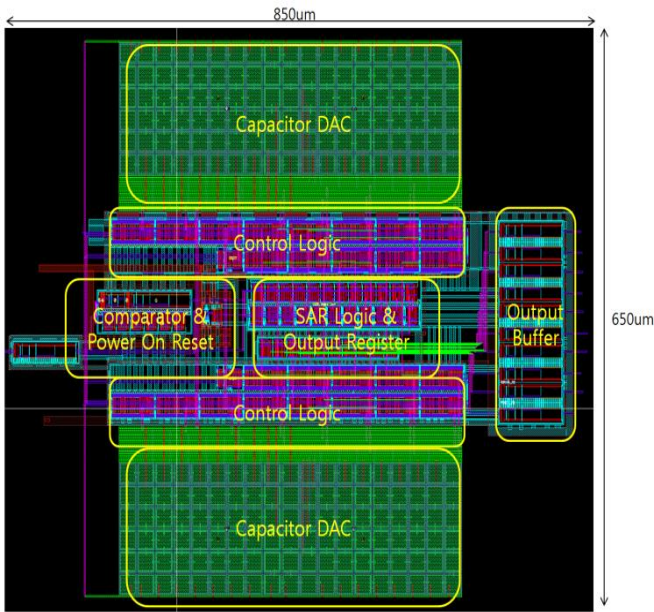 850um
Capacitor DAC
Control Logic
Comparator &
Power On Reset
SAR Logic &
Output Register
Output
Buffer
650um
Control Logic
Capacitor DAC